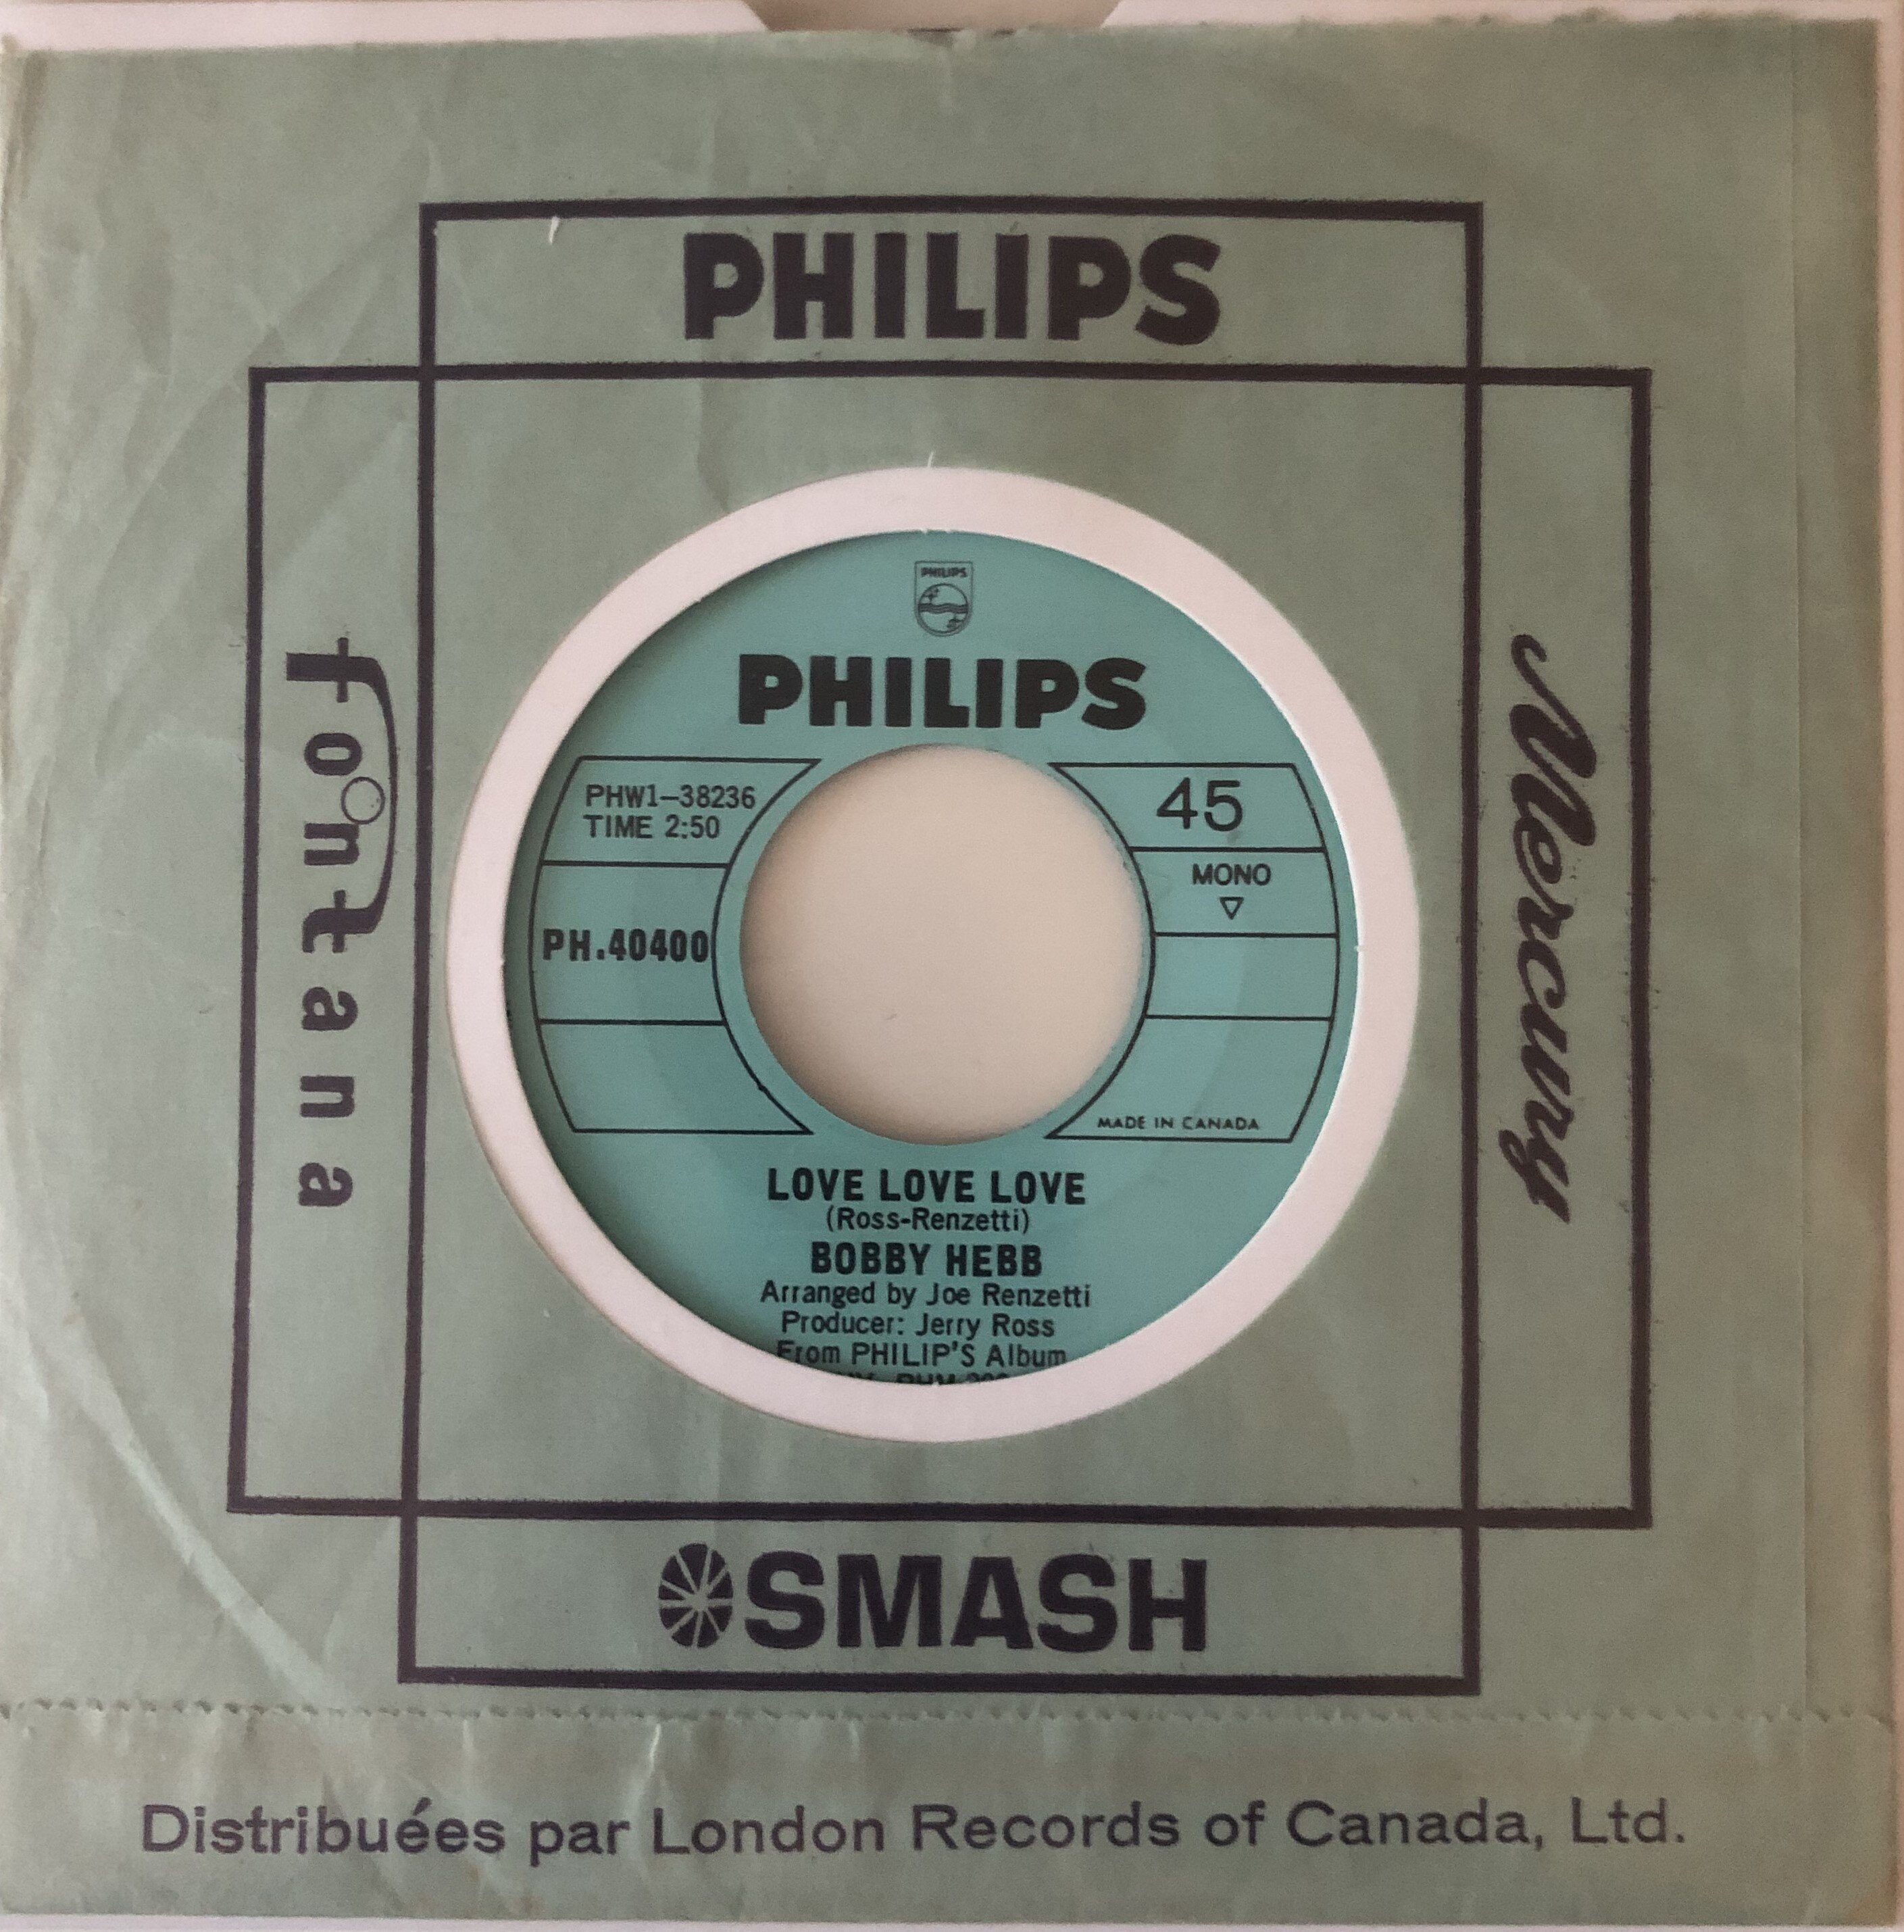 PHILIPS
fontana
Mercury
PHILIPS
PHILIPS
PHW1-38236
TIME 2:50
PH.40400
45
MONO
MADE IN CANADA
LOVE LOVE LOVE
(Ross-Renzetti)
BOBBY HEBB
Arranged by Joe Renzetti
Producer: Jerry Ross
From PHILIP'S Album
SMASH
Distribuées par London Records of Canada, Ltd.